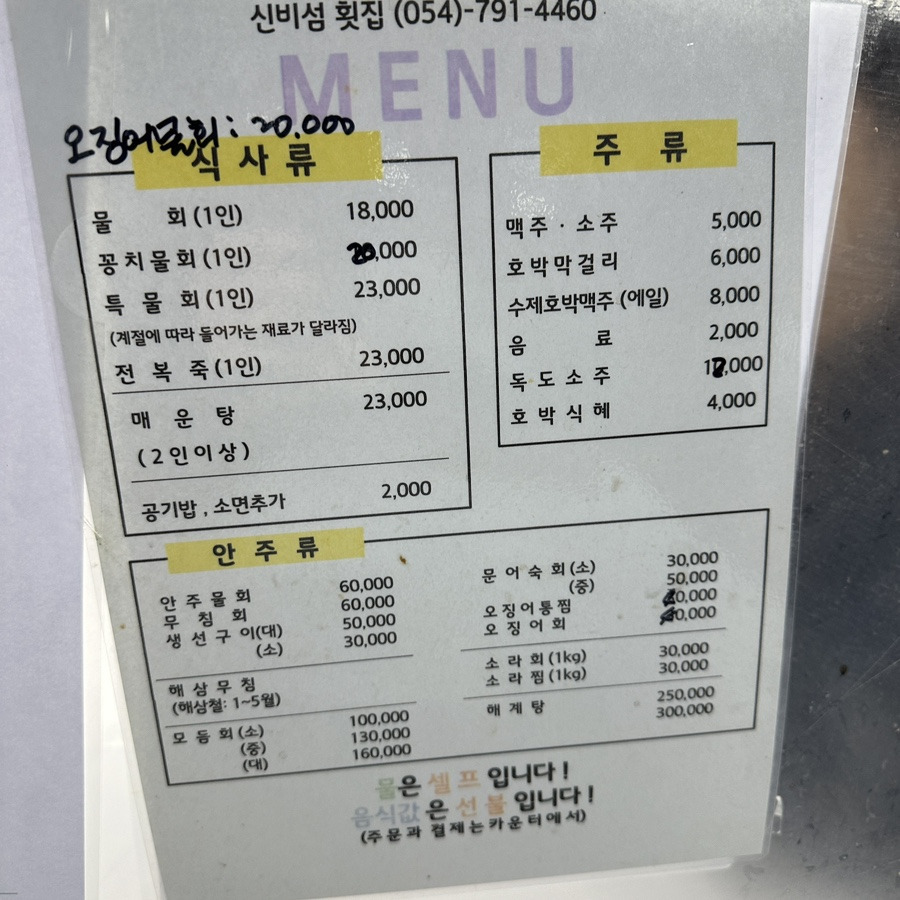 신비섬 횟집 (054)-791-4460
MENU
오징어물회 : 20.000
식 사 류
물 회 (1인) 18,000
꽁치물회 (1인) 20,000
특 물 회 (1인) 23,000
(계절에 따라 들어가는 재료가 달라짐)
전 복 죽 (1인) 23,000
매 운 탕 23,000
(2인이상)
공기밥 , 소면추가 2,000
주 류
맥주 · 소주 5,000
호박막걸리 6,000
수제호박맥주 (에일) 8,000
음 료 2,000
독도소주 ,000
호박식혜 4,000
안 주 류
안 주 물 회 60,000
무 침 회 60,000
생 선 구 이(대) 50,000
(소) 30,000
해 삼 무 침
(해삼철: 1~5월)
모 듬 회 (소) 100,000
(중) 130,000
(대) 160,000
문 어 숙 회 (소) 30,000
(중) 50,000
오징어통찜 0,000
오 징 어 회 0,000
소 라 회 (1kg) 30,000
소 라 찜 (1kg) 30,000
해 계 탕 250,000
300,000
물은 셀프 입니다!
음식값은 선불입니다!
(주문과 결제는 카운터에서)